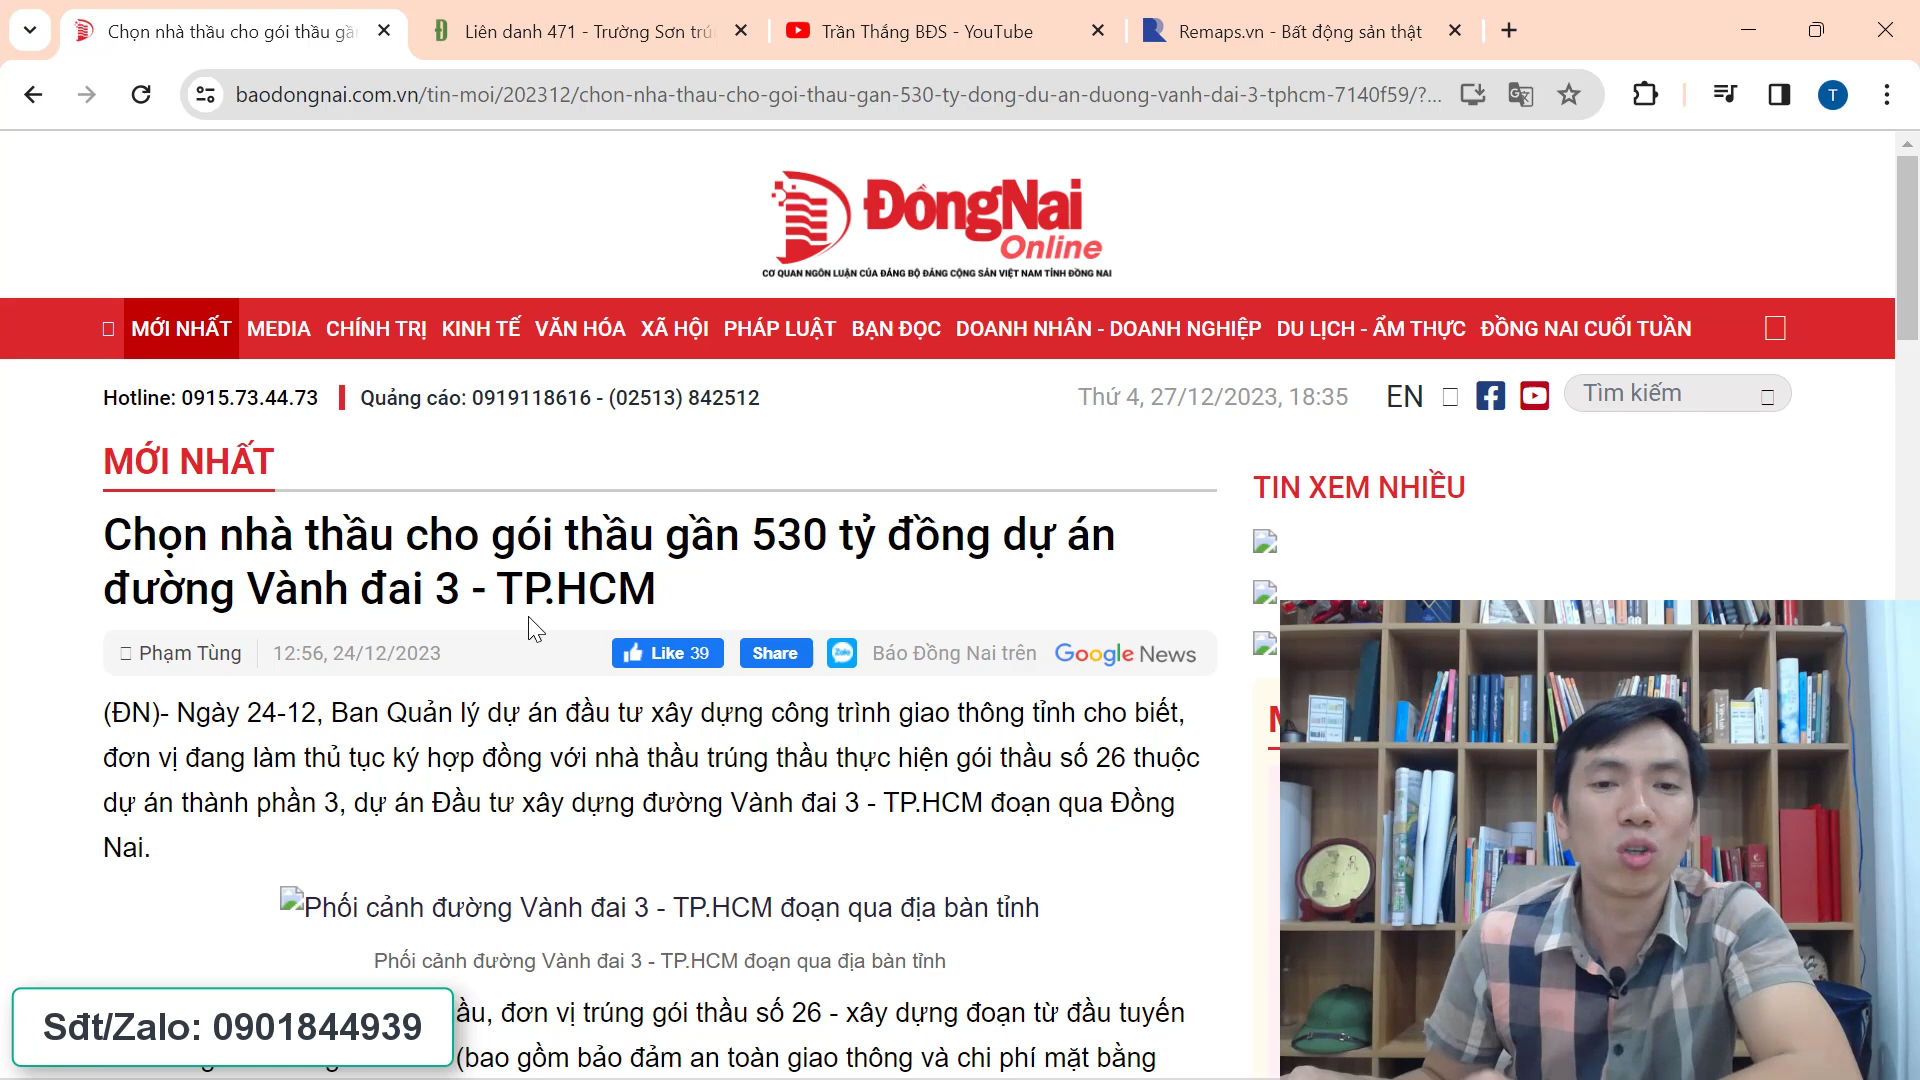 Chọn nhà thầu cho gói thầu gần
Liên danh 471 - Trường Sơn trú
Trần Thắng BĐS - YouTube
Remaps.vn - Bất động sản thật
baodongnai.com.vn/tin-moi/202312/chon-nha-thau-cho-goi-thau-gan-530-ty-dong-du-an-duong-vanh-dai-3-tphcm-7140f59/?...
T
ĐồngNai
Online
CƠ QUAN NGÔN LUẬN CỦA ĐẢNG BỘ ĐẢNG CỘNG SẢN VIỆT NAM TỈNH ĐỒNG NAI
MỚI NHẤT MEDIA CHÍNH TRỊ KINH TẾ VĂN HÓA XÃ HỘI PHÁP LUẬT BẠN ĐỌC DOANH NHÂN - DOANH NGHIỆP DU LỊCH - ẨM THỰC ĐỒNG NAI CUỐI TUẦN
Hotline: 0915.73.44.73 Quảng cáo: 0919118616 - (02513) 842512 Thứ 4, 27/12/2023, 18:35 EN Tìm kiếm
MỚI NHẤT
TIN XEM NHIỀU
Chọn nhà thầu cho gói thầu gần 530 tỷ đồng dự án
đường Vành đai 3 - TP.HCM
Phạm Tùng 12:56, 24/12/2023 Like 39 Share Zalo Báo Đồng Nai trên Google News
(ĐN)- Ngày 24-12, Ban Quản lý dự án đầu tư xây dựng công trình giao thông tỉnh cho biết,
đơn vị đang làm thủ tục ký hợp đồng với nhà thầu trúng thầu thực hiện gói thầu số 26 thuộc
dự án thành phần 3, dự án Đầu tư xây dựng đường Vành đai 3 - TP.HCM đoạn qua Đồng
Nai.
Phối cảnh đường Vành đai 3 - TP.HCM đoạn qua địa bàn tỉnh
Phối cảnh đường Vành đai 3 - TP.HCM đoạn qua địa bàn tỉnh
ầu, đơn vị trúng gói thầu số 26 - xây dựng đoạn từ đầu tuyến
(bao gồm bảo đảm an toàn giao thông và chi phí mặt bằng
Sđt/Zalo: 0901844939